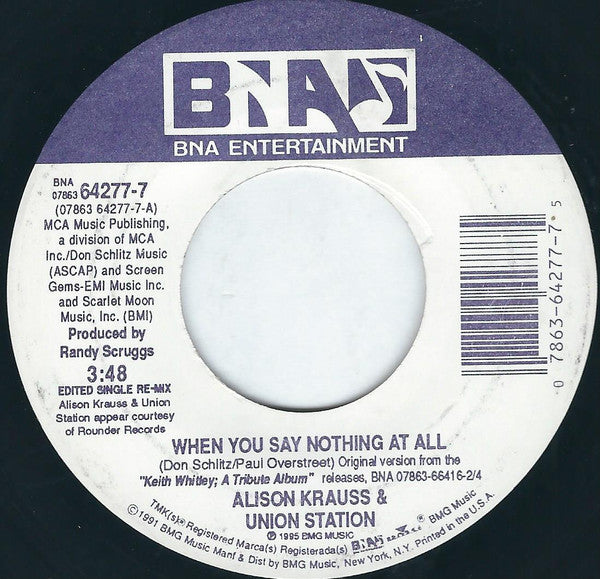 BNA
BNA ENTERTAINMENT
BNA
07863 64277-7
(07863 64277-7-A)
MCA Music Publishing,
a division of MCA
Inc./Don Schlitz Music
(ASCAP) and Screen
Gems-EMI Music Inc.
and Scarlet Moon
Music, Inc. (BMI)
Produced by
Randy Scruggs
3:48
EDITED SINGLE RE-MIX
Alison Krauss & Union
Station appear courtesy
of Rounder Records
0 7863-64277-7 5
WHEN YOU SAY NOTHING AT ALL
(Don Schlitz/Paul Overstreet) Original version from the
"Keith Whitley; A Tribute Album" releases, BNA 07863-66416-2/4
ALISON KRAUSS &
UNION STATION
℗ 1995 BMG MUSIC
TMK(s)® Registered Marca(s) Registrada(s) BNA BMG Music
©1991 BMG Music Manf & Dist by BMG Entertainment, New York, N.Y. Printed in the U.S.A.